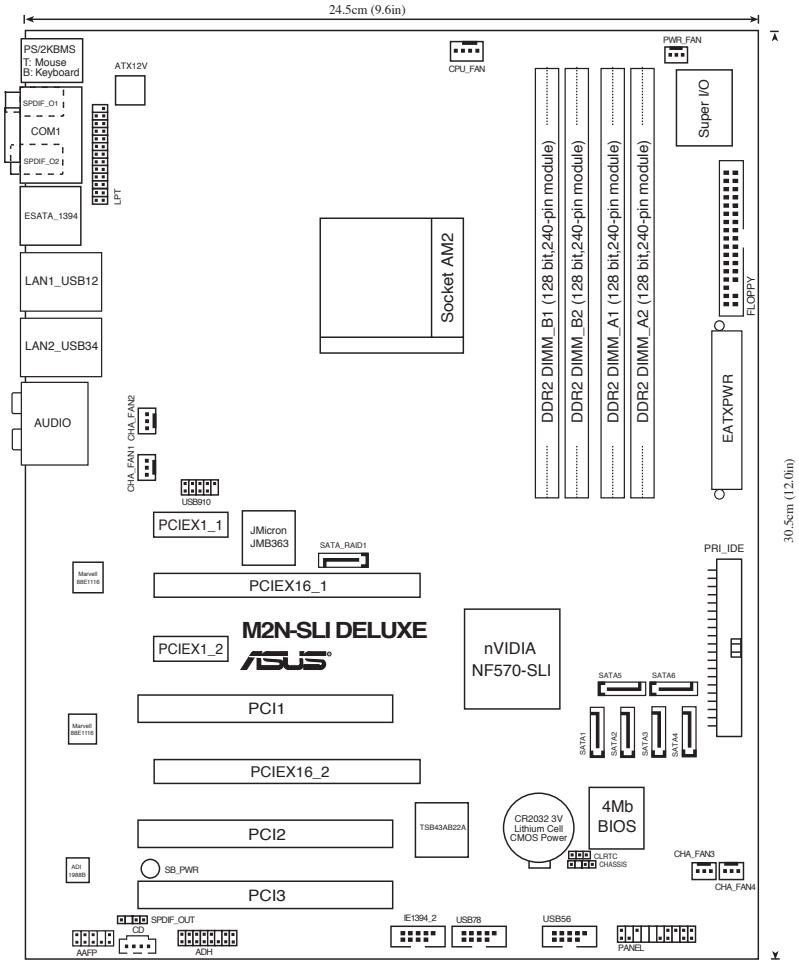 24.5cm (9.6in)
PS/2KBMS
T: Mouse
B: Keyboard
ATX12V
CPU_FAN
PWR_FAN
Super I/O
SPDIF_O1
COM1
SPDIF_O2
LPT
ESATA_1394
LAN1_USB12
LAN2_USB34
AUDIO
Socket AM2
DDR2 DIMM_B1 (128 bit,240-pin module)
DDR2 DIMM_B2 (128 bit,240-pin module)
DDR2 DIMM_A1 (128 bit,240-pin module)
DDR2 DIMM_A2 (128 bit,240-pin module)
FLOPPY
EATXPWR
30.5cm (12.0in)
CHA_FAN2
CHA_FAN1
USB910
PCIEX1_1
JMicron
JMB363
SATA_RAID1
PRI_IDE
Marvell
88E1116
PCIEX16_1
M2N-SLI DELUXE
ASUS
PCIEX1_2
nVIDIA
NF570-SLI
SATA5
SATA6
PCI1
Marvell
88E1116
SATA1
SATA2
SATA3
SATA4
PCIEX16_2
TSB43AB22A
CR2032 3V
Lithium Cell
CMOS Power
4Mb
BIOS
PCI2
CLRTC
CHASSIS
CHA_FAN3
CHA_FAN4
ADI
1988B
SB_PWR
PCI3
SPDIF_OUT
CD
AAFP
ADH
IE1394_2
USB78
USB56
PANEL